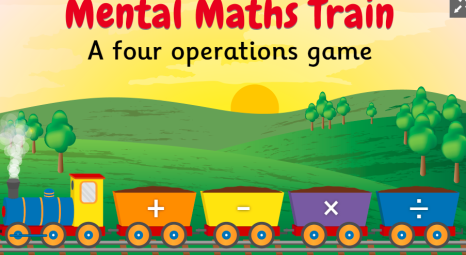 Mental Maths Train
A four operations game
+ - × ÷